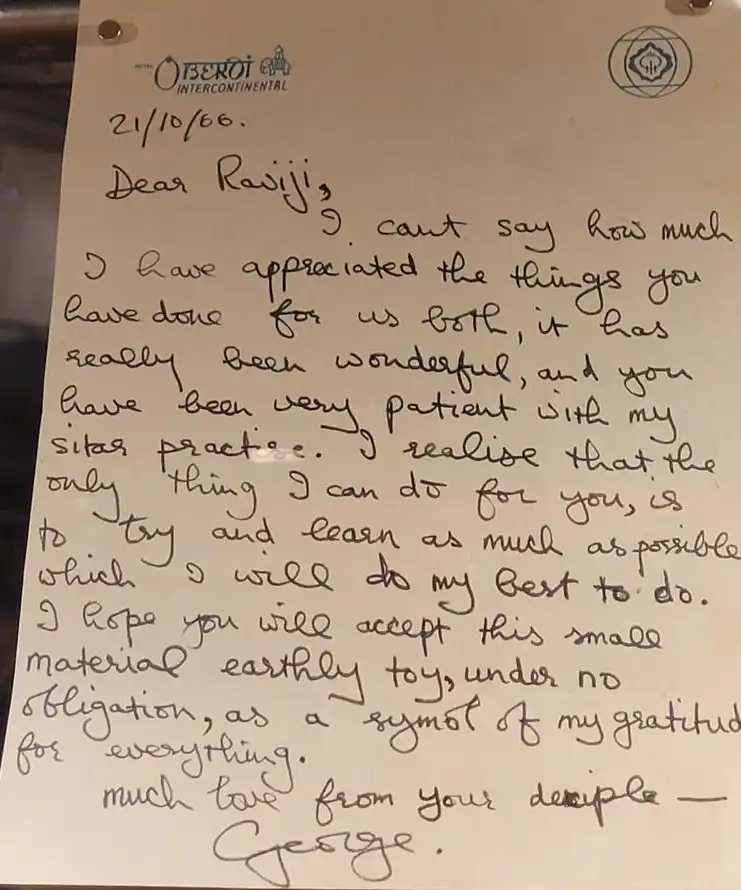 HOTEL OBEROI
INTERCONTINENTAL
21/10/66.
Dear Raviji,
I cant say how much
I have appreciated the things you
have done for us both, it has
really been wonderful, and you
have been very patient with my
sitar practise. I realise that the
only thing I can do for you, is
to try and learn as much as possible
which I will do my best to do.
I hope you will accept this small
material earthly toy, under no
obligation, as a symol of my gratitud
for everything.
much love from your deciple —
George.